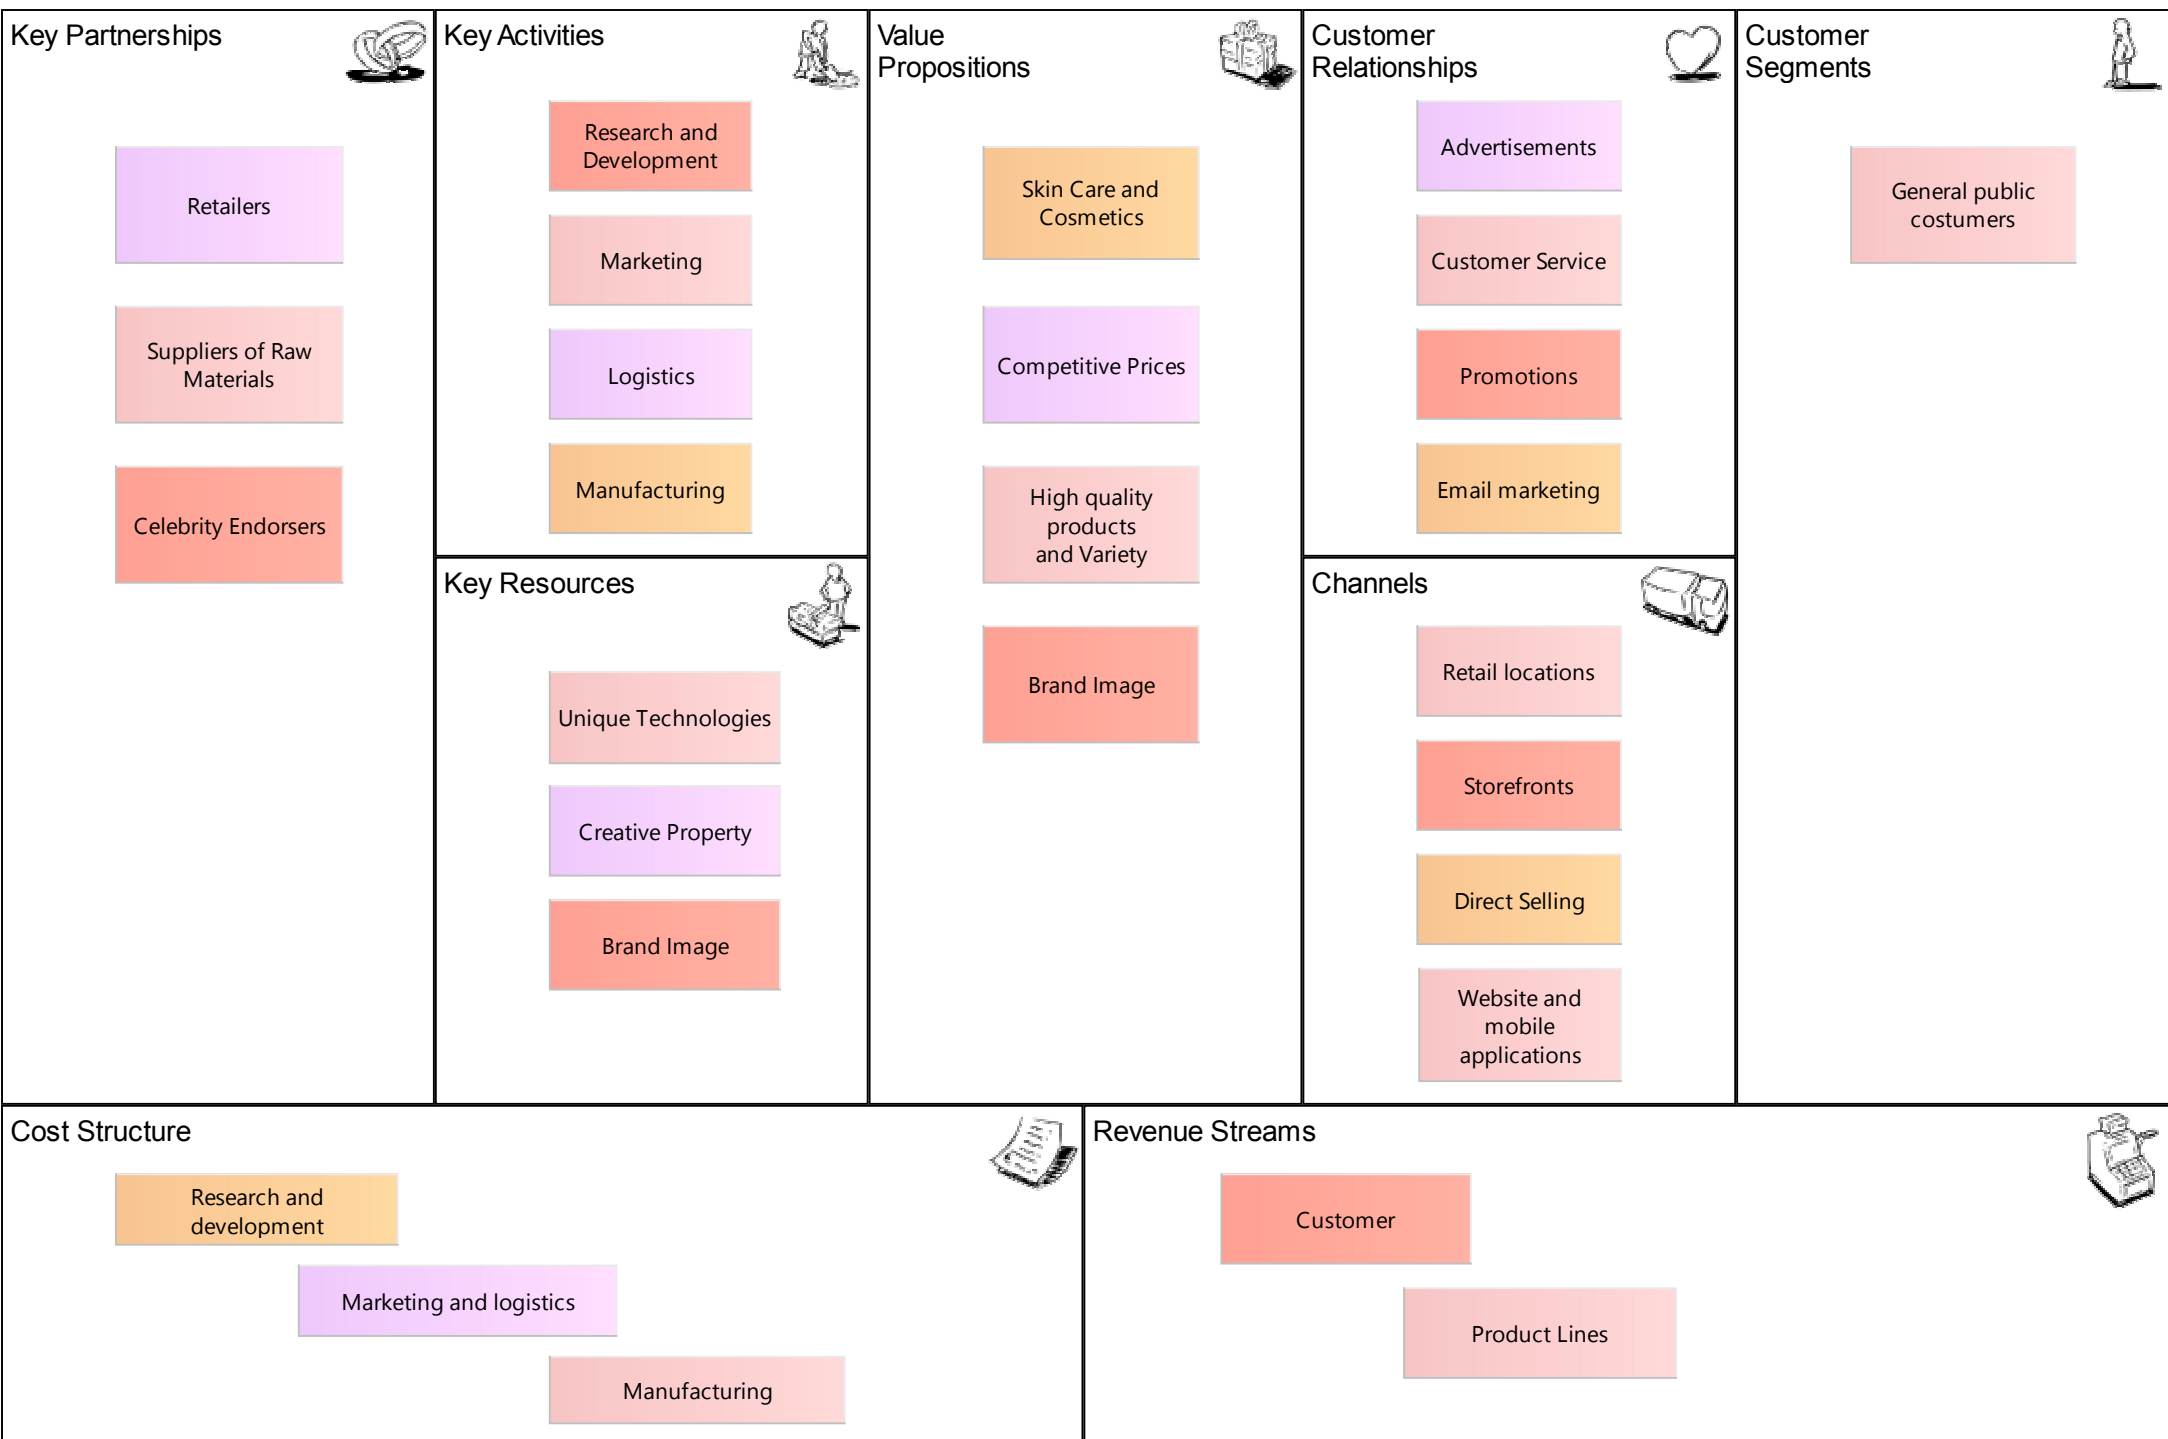 Key Partnerships
Retailers
Suppliers of Raw
Materials
Celebrity Endorsers
Key Activities
Research and
Development
Marketing
Logistics
Manufacturing
Key Resources
Unique Technologies
Creative Property
Brand Image
Value
Propositions
Skin Care and
Cosmetics
Competitive Prices
High quality
products
and Variety
Brand Image
Customer
Relationships
Advertisements
Customer Service
Promotions
Email marketing
Channels
Retail locations
Storefronts
Direct Selling
Website and
mobile
applications
Customer
Segments
General public
costumers
Cost Structure
Research and
development
Marketing and logistics
Manufacturing
Revenue Streams
Customer
Product Lines